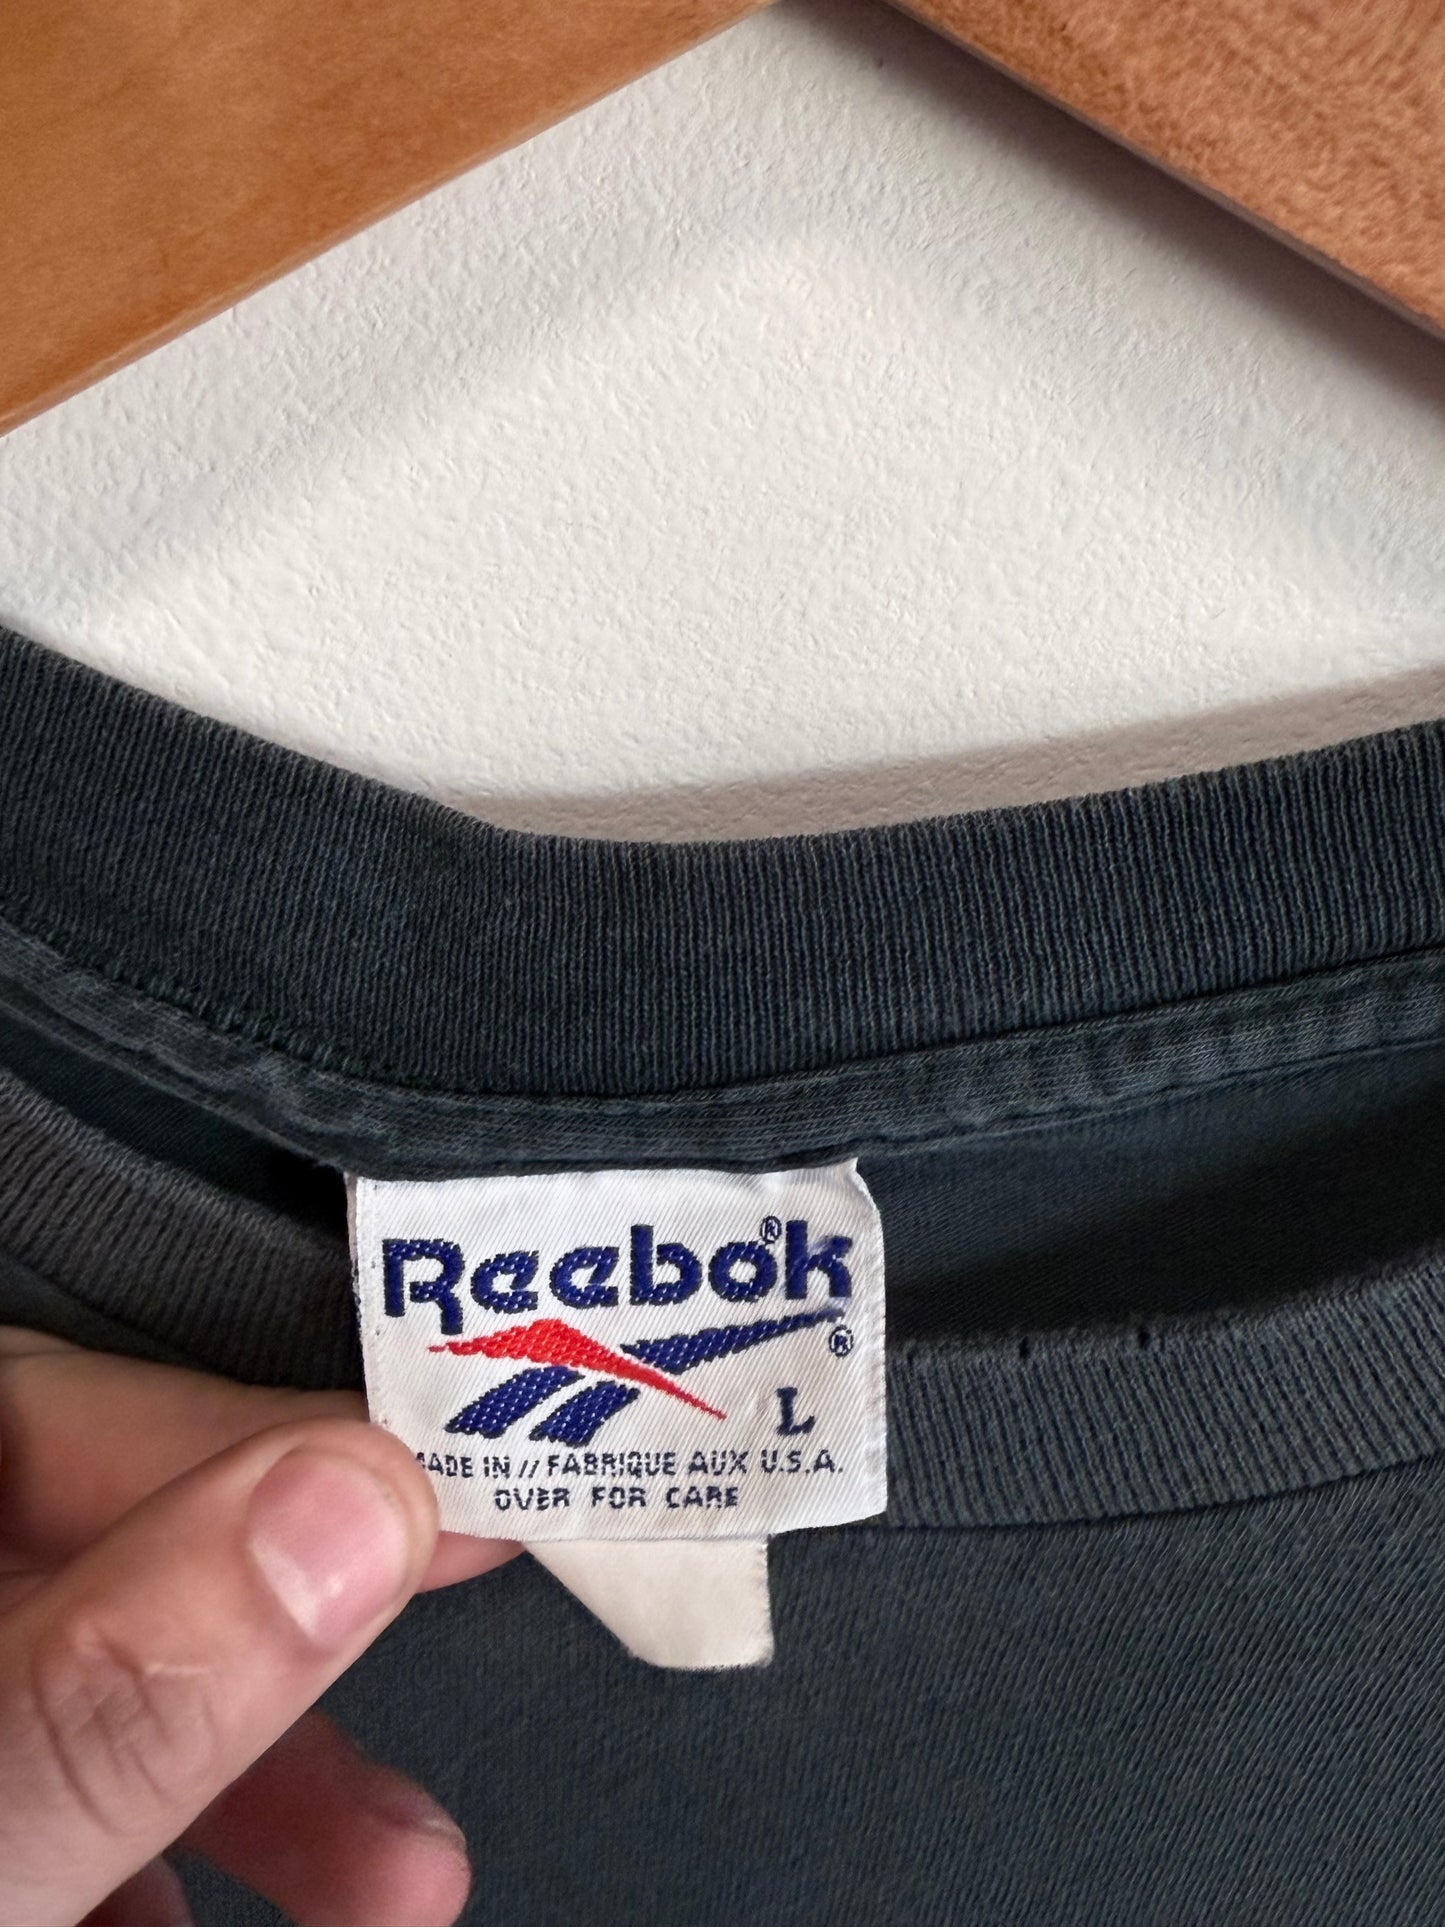 Reebok®
®
L
MADE IN // FABRIQUE AUX U.S.A.
OVER FOR CARE